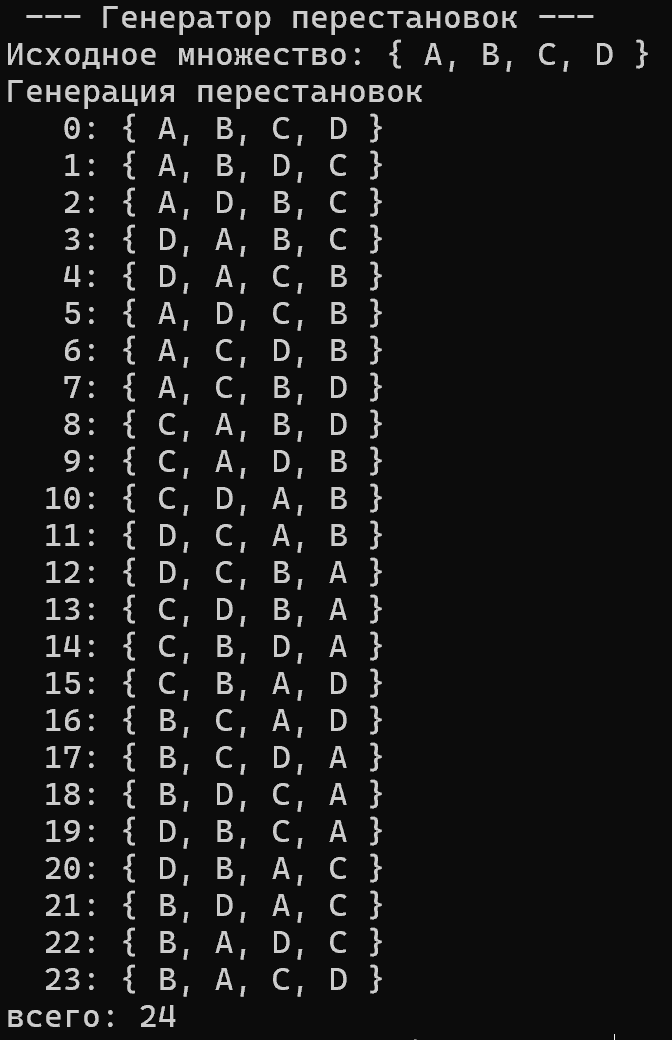 --- Генератор перестановок ---
Исходное множество: { A, B, C, D }
Генерация перестановок
0: { A, B, C, D }
1: { A, B, D, C }
2: { A, D, B, C }
3: { D, A, B, C }
4: { D, A, C, B }
5: { A, D, C, B }
6: { A, C, D, B }
7: { A, C, B, D }
8: { C, A, B, D }
9: { C, A, D, B }
10: { C, D, A, B }
11: { D, C, A, B }
12: { D, C, B, A }
13: { C, D, B, A }
14: { C, B, D, A }
15: { C, B, A, D }
16: { B, C, A, D }
17: { B, C, D, A }
18: { B, D, C, A }
19: { D, B, C, A }
20: { D, B, A, C }
21: { B, D, A, C }
22: { B, A, D, C }
23: { B, A, C, D }
всего: 24